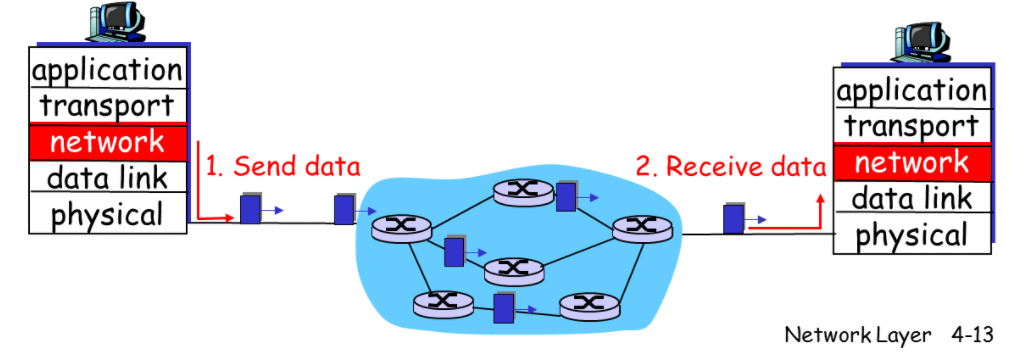 application
transport
network
data link
physical
1. Send data
2. Receive data
application
transport
network
data link
physical
Network Layer 4-13